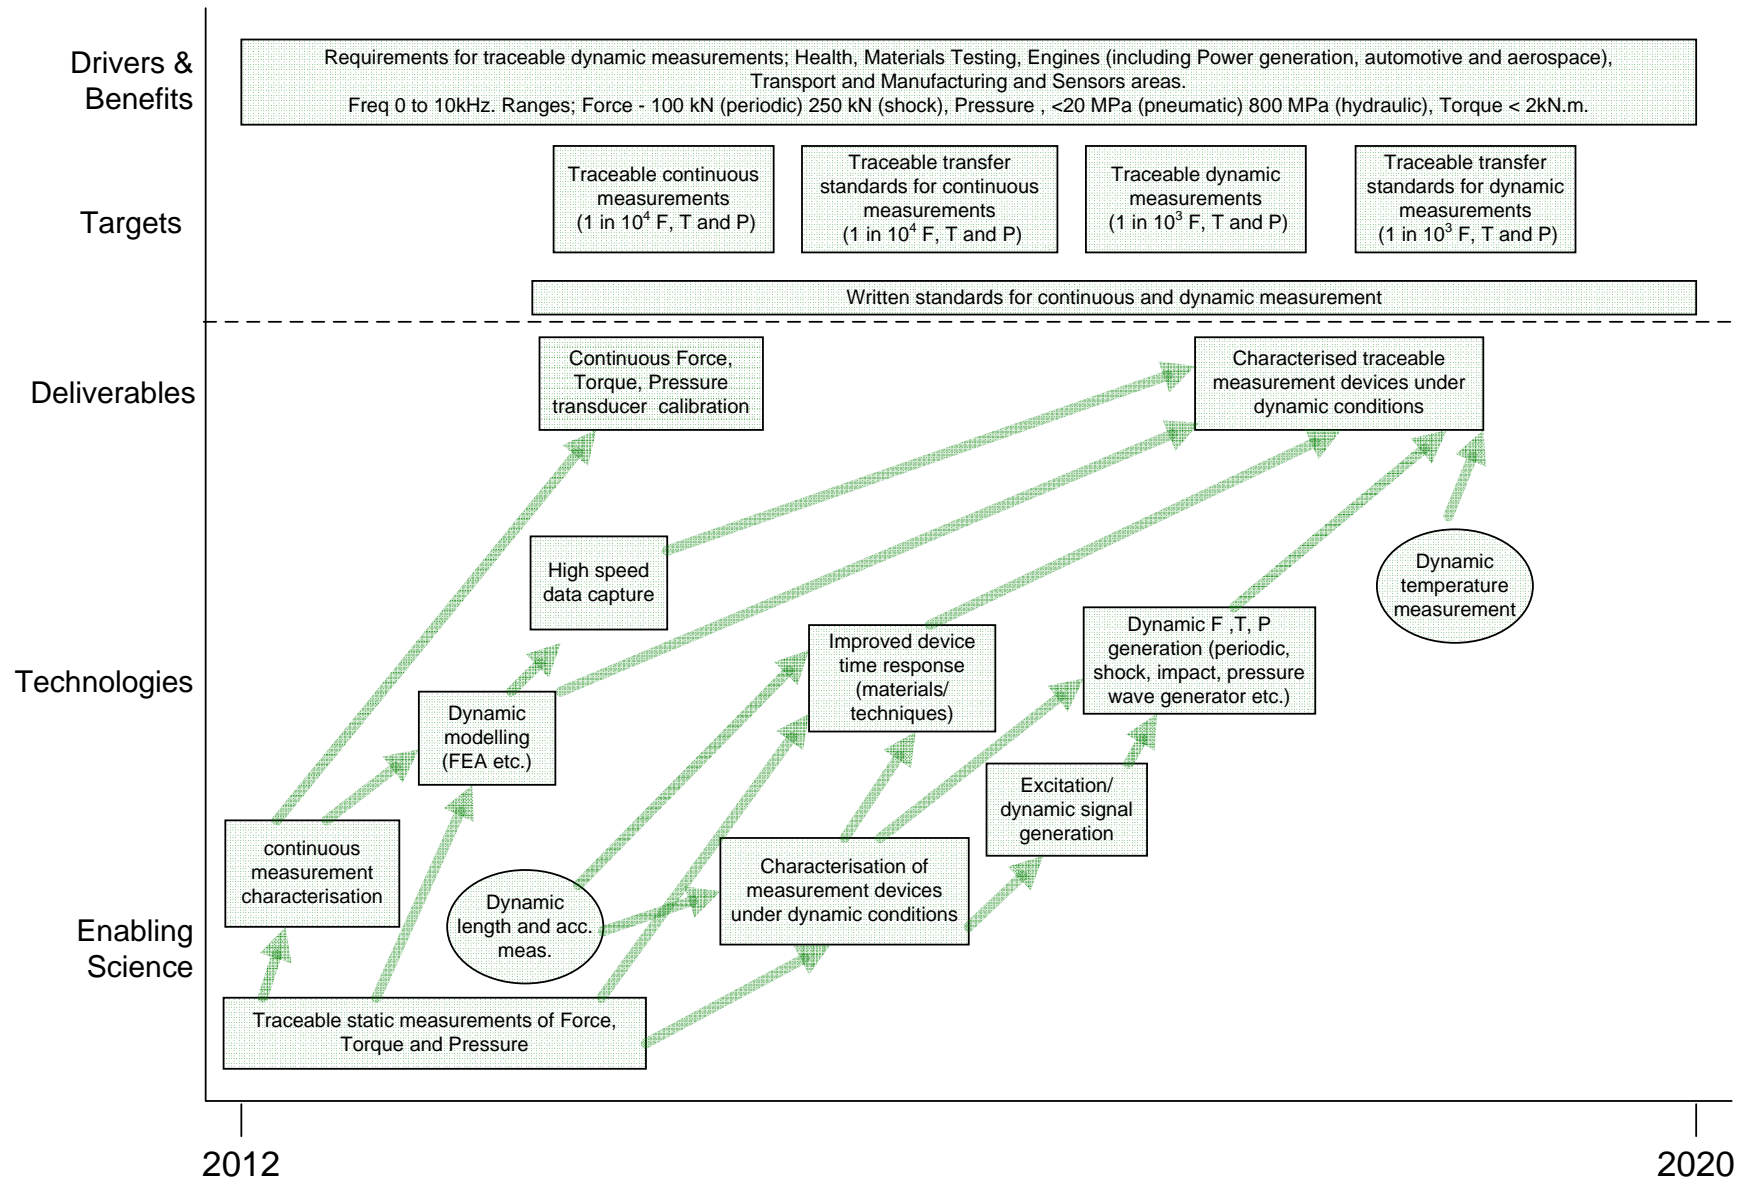 Drivers &
Benefits
Requirements for traceable dynamic measurements; Health, Materials Testing, Engines (including Power generation, automotive and aerospace),
Transport and Manufacturing and Sensors areas.
Freq 0 to 10kHz. Ranges; Force - 100 kN (periodic) 250 kN (shock), Pressure , <20 MPa (pneumatic) 800 MPa (hydraulic), Torque < 2kN.m.
Targets
Traceable continuous
measurements
(1 in 10⁴ F, T and P)
Traceable transfer
standards for continuous
measurements
(1 in 10⁴ F, T and P)
Traceable dynamic
measurements
(1 in 10³ F, T and P)
Traceable transfer
standards for dynamic
measurements
(1 in 10³ F, T and P)
Written standards for continuous and dynamic measurement
Deliverables
Continuous Force,
Torque, Pressure
transducer calibration
Characterised traceable
measurement devices under
dynamic conditions
Technologies
High speed
data capture
Dynamic
temperature
measurement
Improved device
time response
(materials/
techniques)
Dynamic F ,T, P
generation (periodic,
shock, impact, pressure
wave generator etc.)
Dynamic
modelling
(FEA etc.)
Excitation/
dynamic signal
generation
Enabling
Science
continuous
measurement
characterisation
Dynamic
length and acc.
meas.
Characterisation of
measurement devices
under dynamic conditions
Traceable static measurements of Force,
Torque and Pressure
2012
2020